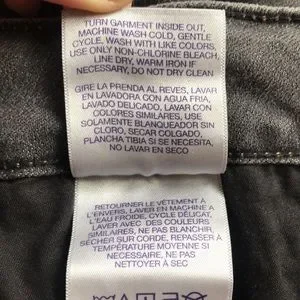 TURN GARMENT INSIDE OUT,
MACHINE WASH COLD, GENTLE
CYCLE, WASH WITH LIKE COLORS,
USE ONLY NON-CHLORINE BLEACH,
LINE DRY, WARM IRON IF
NECESSARY, DO NOT DRY CLEAN
GIRE LA PRENDA AL REVES, LAVAR
EN LAVADORA CON AGUA FRIA,
LAVADO DELICADO, LAVAR CON
COLORES SIMILARES, USE
SOLAMENTE BLANQUEADOR SIN
CLORO, SECAR COLGADO,
PLANCHA TIBIA SI SE NECESITA,
NO LAVAR EN SECO
RETOURNER LE VÊTEMENT À
L'ENVERS, LAVER EN MACHINE À
L'EAU FROIDE, CYCLE DÉLICAT,
LAVER AVEC DES COULEURS
SIMILAIRES, NE PAS BLANCHIR,
SÉCHER SUR CORDE, REPASSER À
TEMPÉRATURE MOYENNE SI
NÉCESSAIRE, NE PAS
NETTOYER À SEC